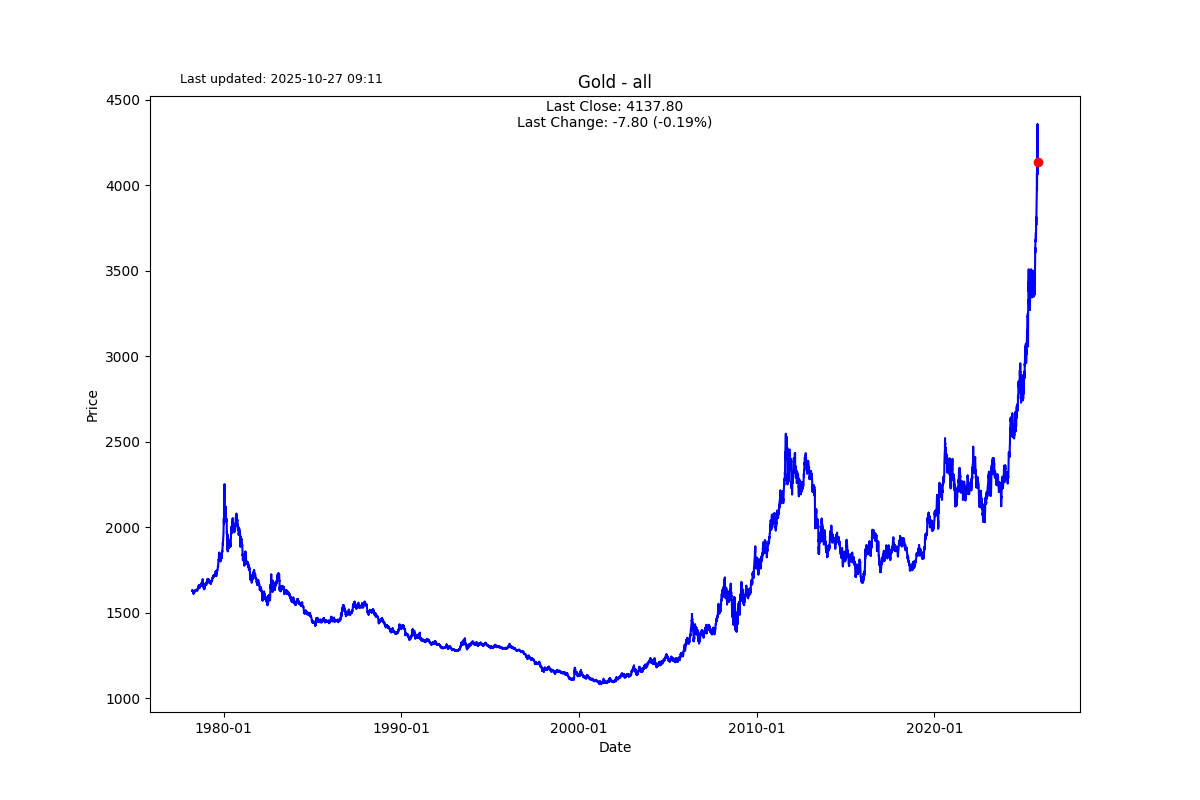 Last updated: 2025-10-27 09:11
Gold - all
Last Close: 4137.80
Last Change: -7.80 (-0.19%)
4500
4000
3500
3000
2500
2000
1500
1000
Price
1980-01
1990-01
2000-01
2010-01
2020-01
Date